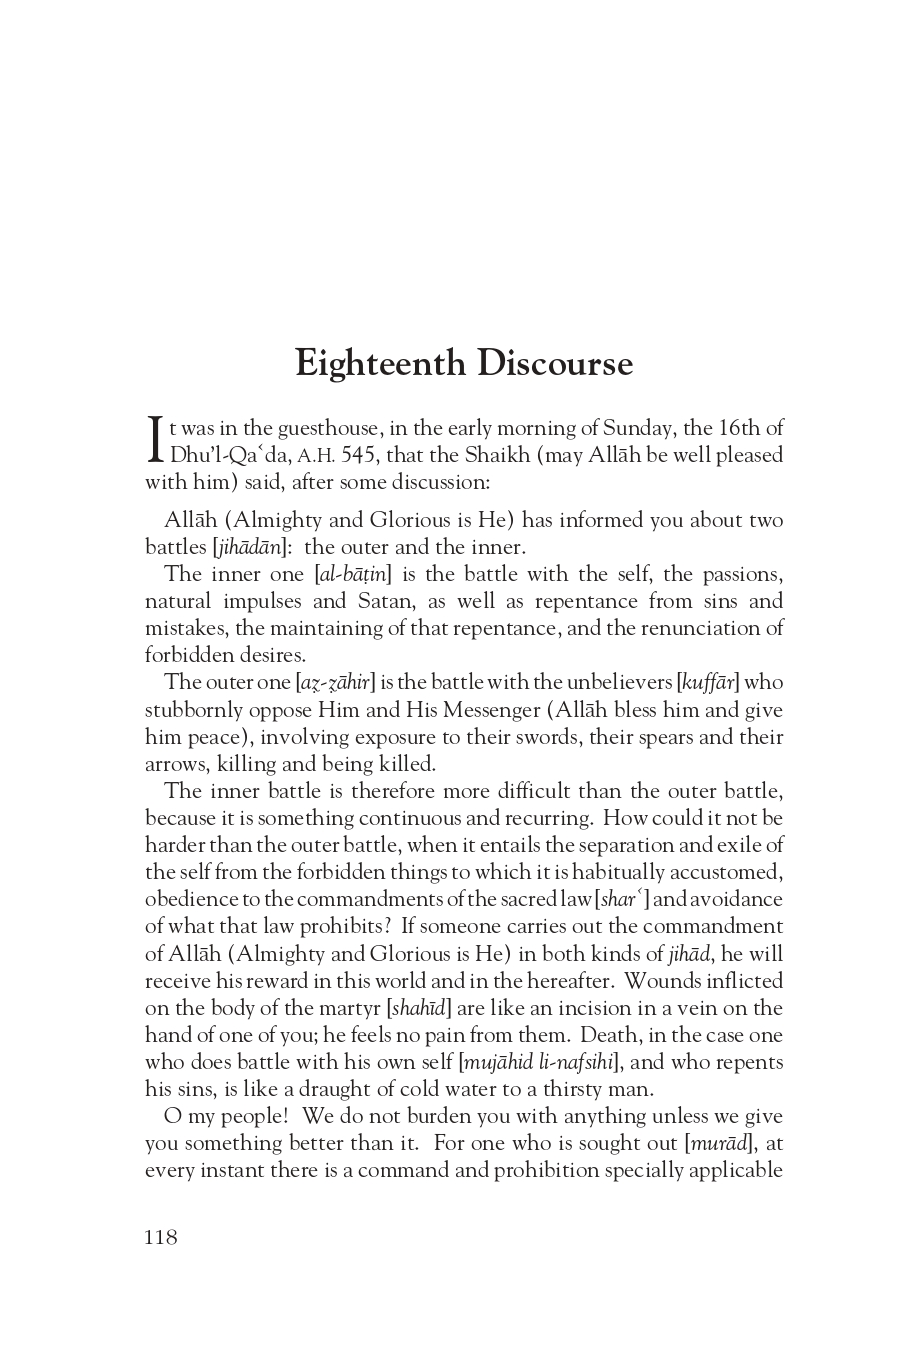 Eighteenth Discourse
It was in the guesthouse, in the early morning of Sunday, the 16th of
Dhu’l-Qaʿda, A.H. 545, that the Shaikh (may Allāh be well pleased
with him) said, after some discussion:
Allāh (Almighty and Glorious is He) has informed you about two
battles [jihādān]: the outer and the inner.
The inner one [al-bāṭin] is the battle with the self, the passions,
natural impulses and Satan, as well as repentance from sins and
mistakes, the maintaining of that repentance, and the renunciation of
forbidden desires.
The outer one [aẓ-ẓāhir] is the battle with the unbelievers [kuffār] who
stubbornly oppose Him and His Messenger (Allāh bless him and give
him peace), involving exposure to their swords, their spears and their
arrows, killing and being killed.
The inner battle is therefore more difficult than the outer battle,
because it is something continuous and recurring. How could it not be
harder than the outer battle, when it entails the separation and exile of
the self from the forbidden things to which it is habitually accustomed,
obedience to the commandments of the sacred law [sharʿ] and avoidance
of what that law prohibits? If someone carries out the commandment
of Allāh (Almighty and Glorious is He) in both kinds of jihād, he will
receive his reward in this world and in the hereafter. Wounds inflicted
on the body of the martyr [shahīd] are like an incision in a vein on the
hand of one of you; he feels no pain from them. Death, in the case one
who does battle with his own self [mujāhid li-nafsihi], and who repents
his sins, is like a draught of cold water to a thirsty man.
O my people! We do not burden you with anything unless we give
you something better than it. For one who is sought out [murād], at
every instant there is a command and prohibition specially applicable
118